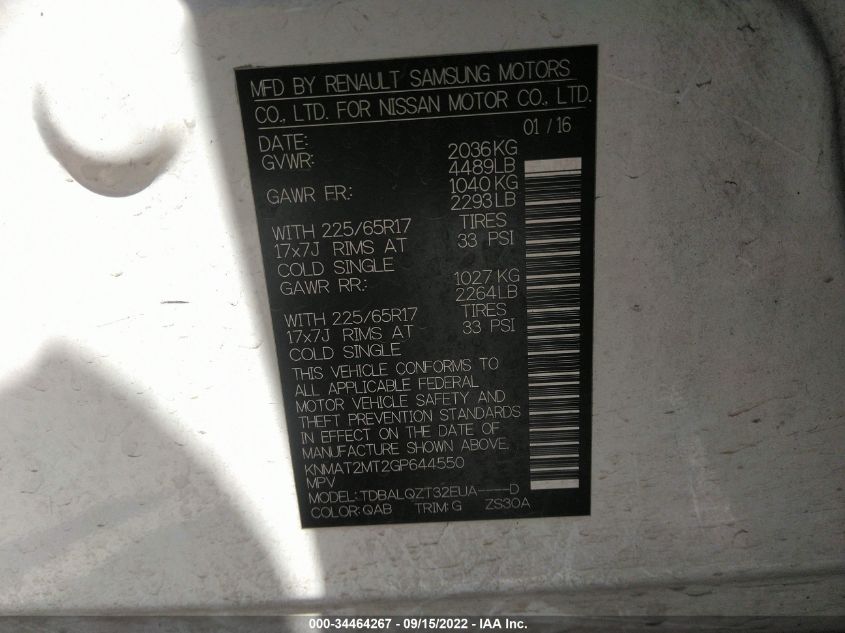 MFD BY RENAULT SAMSUNG MOTORS
CO., LTD. FOR NISSAN MOTOR CO., LTD.
DATE: 01 / 16
GVWR: 2036KG
4489LB
GAWR FR: 1040KG
2293LB
WITH 225/65R17 TIRES
17x7J RIMS AT 33 PSI
COLD SINGLE
GAWR RR: 1027KG
2264LB
WITH 225/65R17 TIRES
17x7J RIMS AT 33 PSI
COLD SINGLE
THIS VEHICLE CONFORMS TO
ALL APPLICABLE FEDERAL
MOTOR VEHICLE SAFETY AND
THEFT PREVENTION STANDARDS
IN EFFECT ON THE DATE OF
MANUFACTURE SHOWN ABOVE.
KNMAT2MT2GP644550
MPV
MODEL: TDBALQZT32EUA----D
COLOR: QAB TRIM: G ZS30A
000-34464267 - 09/15/2022 - IAA Inc.